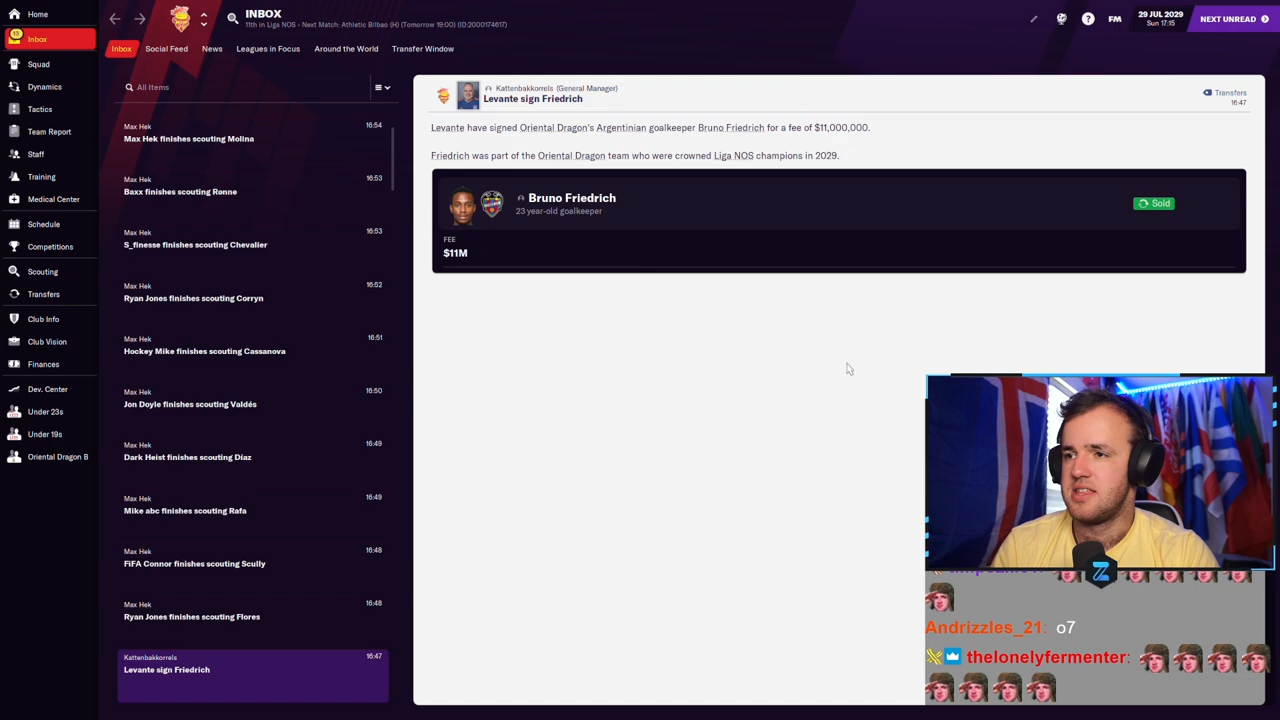 Home
Inbox
13
Squad
Dynamics
Tactics
Team Report
Staff
Training
Medical Center
Schedule
Competitions
Scouting
Transfers
Club Info
Club Vision
Finances
Dev. Center
Under 23s
Under 19s
Oriental Dragon B
INBOX
11th in Liga NOS - Next Match: Athletic Bilbao (H) (Tomorrow 19:00) (ID:2000174617)
FM
29 JUL 2029
Sun 17:15
NEXT UNREAD
Inbox
Social Feed
News
Leagues in Focus
Around the World
Transfer Window
All Items
Max Hek
16:54
Max Hek finishes scouting Molina
Max Hek
16:53
Baxx finishes scouting Rønne
Max Hek
16:53
S_finesse finishes scouting Chevalier
Max Hek
16:52
Ryan Jones finishes scouting Corryn
Max Hek
16:51
Hockey Mike finishes scouting Cassanova
Max Hek
16:50
Jon Doyle finishes scouting Valdés
Max Hek
16:49
Dark Heist finishes scouting Díaz
Max Hek
16:49
Mike abc finishes scouting Rafa
Max Hek
16:48
FiFA Connor finishes scouting Scully
Max Hek
16:48
Ryan Jones finishes scouting Flores
Kattenbakkorrels
16:47
Levante sign Friedrich
Kattenbakkorrels (General Manager)
Levante sign Friedrich
Transfers
16:47
Levante have signed Oriental Dragon's Argentinian goalkeeper Bruno Friedrich for a fee of $11,000,000.
Friedrich was part of the Oriental Dragon team who were crowned Liga NOS champions in 2029.
Bruno Friedrich
23 year-old goalkeeper
Sold
FEE
$11M
Andrizzles_21: o7
thelonelyfermenter: